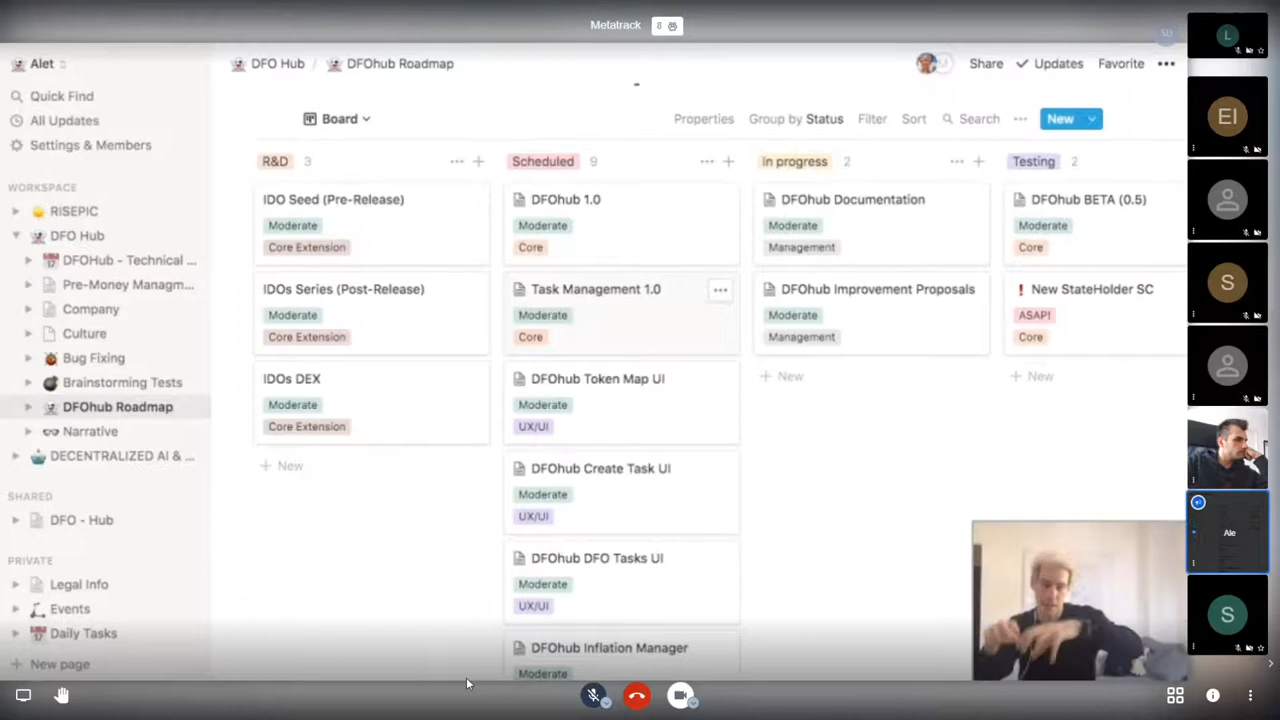 Metatrack 8
SD
L
Alet
DFO Hub / DFOhub Roadmap
Share Updates Favorite
Quick Find
All Updates
Settings & Members
Board
Properties Group by Status Filter Sort Search New
WORKSPACE
RISEPIC
DFO Hub
DFOHub - Technical ...
Pre-Money Managm...
Company
Culture
Bug Fixing
Brainstorming Tests
DFOhub Roadmap
Narrative
DECENTRALIZED AI & ...
SHARED
DFO - Hub
PRIVATE
Legal Info
Events
Daily Tasks
New page
R&D 3
IDO Seed (Pre-Release)
Moderate
Core Extension
IDOs Series (Post-Release)
Moderate
Core Extension
IDOs DEX
Moderate
Core Extension
New
Scheduled 9
DFOhub 1.0
Moderate
Core
Task Management 1.0
Moderate
Core
DFOhub Token Map UI
Moderate
UX/UI
DFOhub Create Task UI
Moderate
UX/UI
DFOhub DFO Tasks UI
Moderate
UX/UI
DFOhub Inflation Manager
Moderate
In progress 2
DFOhub Documentation
Moderate
Management
DFOhub Improvement Proposals
Moderate
Management
New
Testing 2
DFOhub BETA (0.5)
Moderate
Core
New StateHolder SC
ASAP!
Core
New
EI
S
Ale
S